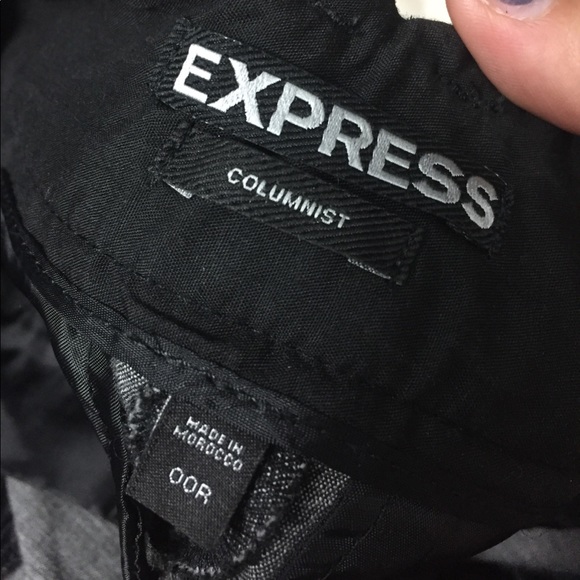 EXPRESS
COLUMNIST
MADE IN
MOROCCO
00R